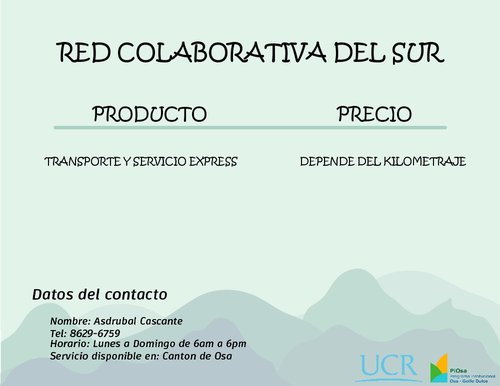 RED COLABORATIVA DEL SUR
PRODUCTO PRECIO
TRANSPORTE Y SERVICIO EXPRESS DEPENDE DEL KILOMETRAJE
Datos del contacto
Nombre: Asdrubal Cascante
Tel: 8629-6759
Horario: Lunes a Domingo de 6am a 6pm
Servicio disponible en: Canton de Osa
UCR
PiOsa
Programa Institucional
Osa - Golfo Dulce